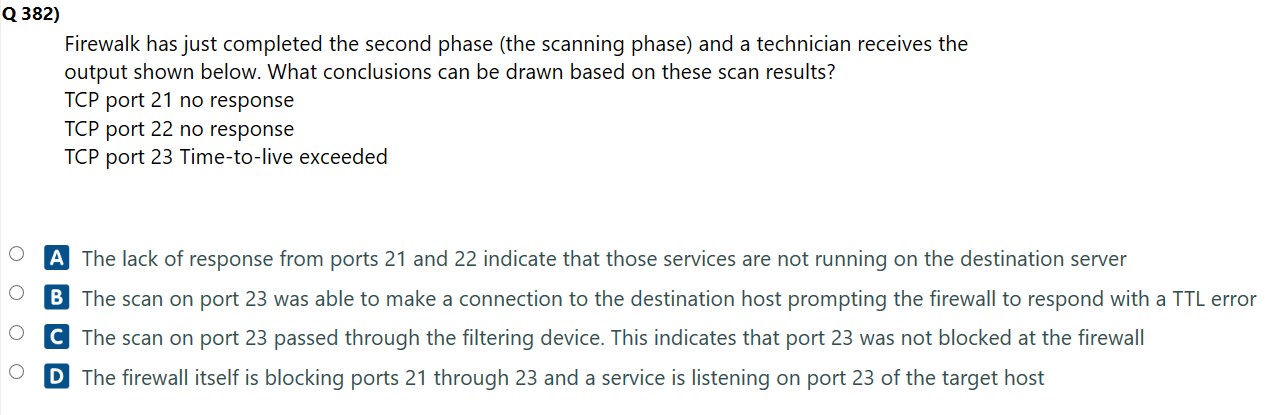 Q 382)
Firewalk has just completed the second phase (the scanning phase) and a technician receives the
output shown below. What conclusions can be drawn based on these scan results?
TCP port 21 no response
TCP port 22 no response
TCP port 23 Time-to-live exceeded
A The lack of response from ports 21 and 22 indicate that those services are not running on the destination server
B The scan on port 23 was able to make a connection to the destination host prompting the firewall to respond with a TTL error
C The scan on port 23 passed through the filtering device. This indicates that port 23 was not blocked at the firewall
D The firewall itself is blocking ports 21 through 23 and a service is listening on port 23 of the target host